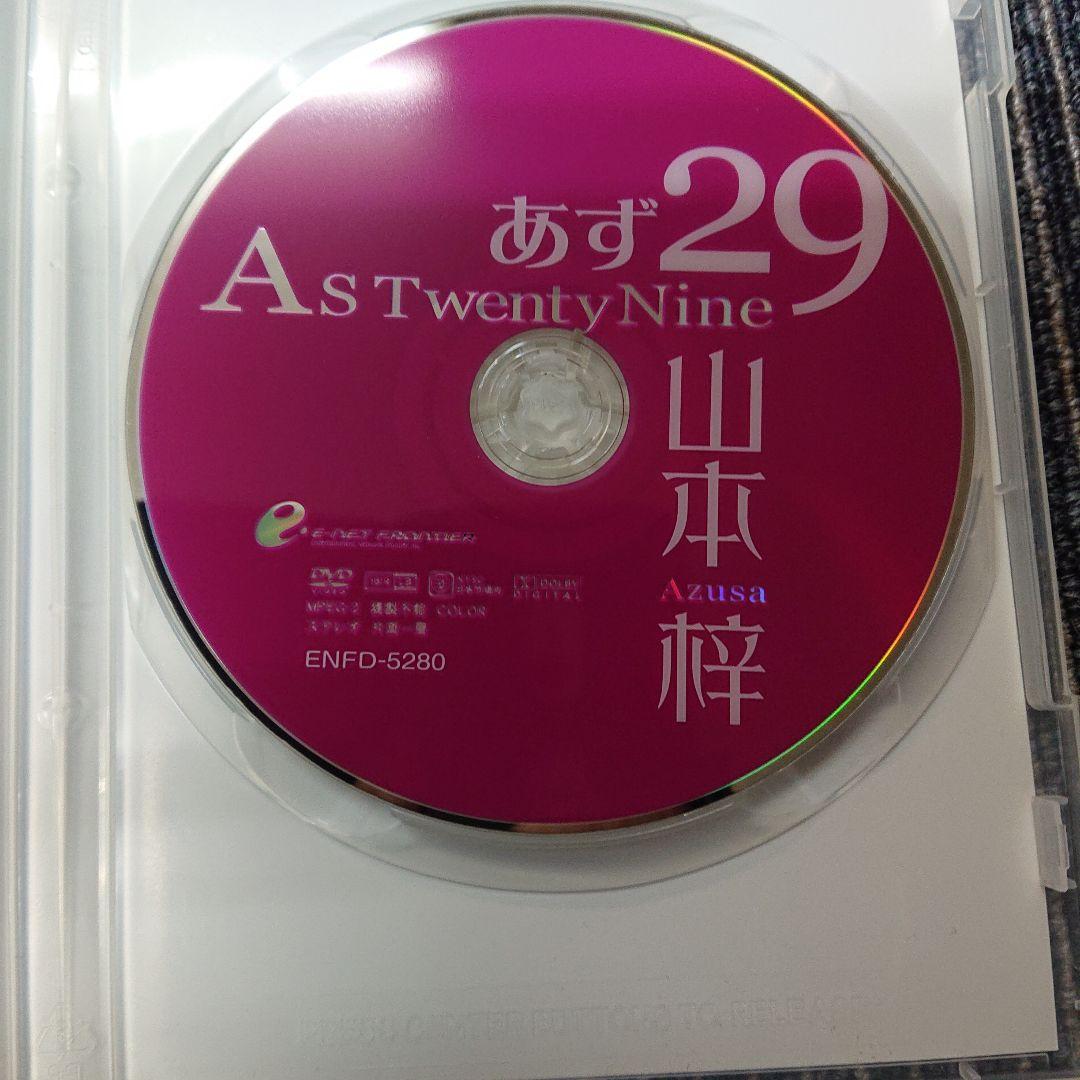 あず29
As Twenty Nine
山本
Azusa
梓
E-NET FRONTIER
DVD
VIDEO
DOLBY
DIGITAL
MPEG-2 複製不能 COLOR
ステレオ 片面一層
ENFD-5280